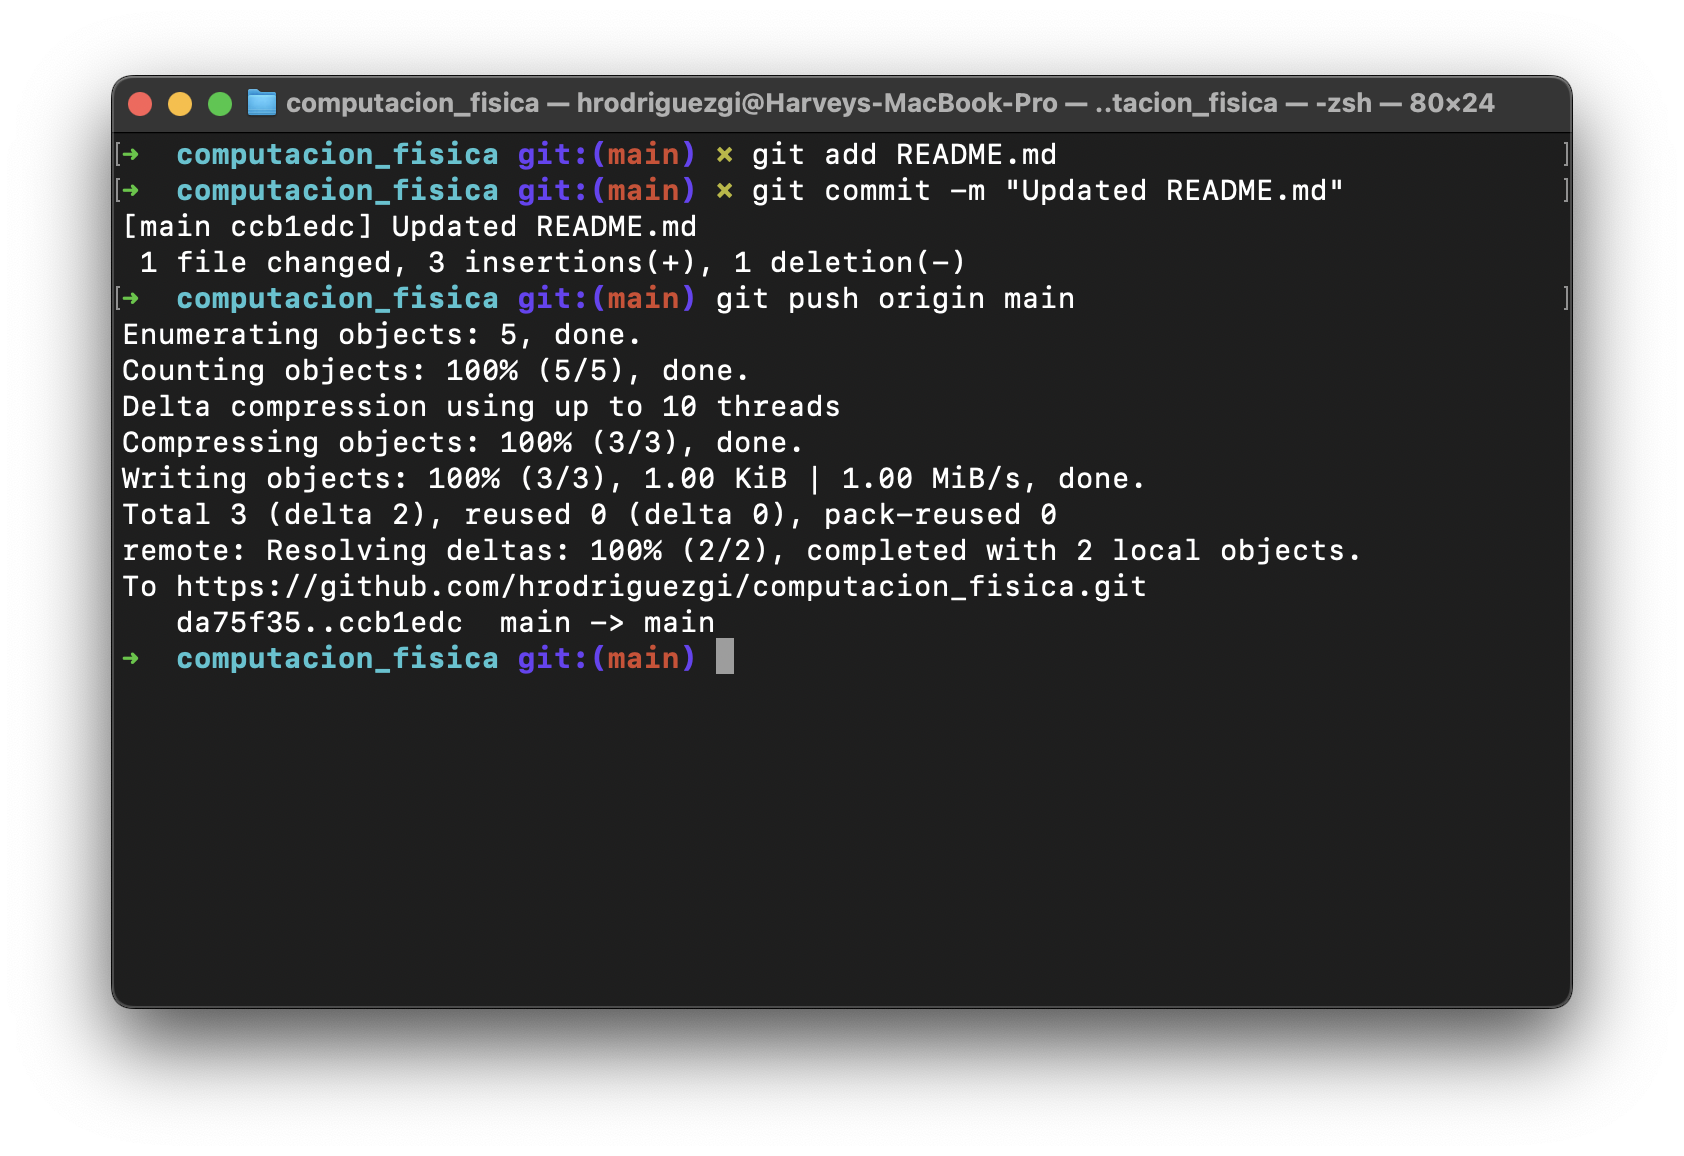 computacion_fisica — hrodriguezgi@Harveys-MacBook-Pro — ..tacion_fisica — -zsh — 80×24
[➜  computacion_fisica git:(main) ✗ git add README.md ]
[➜  computacion_fisica git:(main) ✗ git commit -m "Updated README.md" ]
[main ccb1edc] Updated README.md
 1 file changed, 3 insertions(+), 1 deletion(-)
[➜  computacion_fisica git:(main) git push origin main ]
Enumerating objects: 5, done.
Counting objects: 100% (5/5), done.
Delta compression using up to 10 threads
Compressing objects: 100% (3/3), done.
Writing objects: 100% (3/3), 1.00 KiB | 1.00 MiB/s, done.
Total 3 (delta 2), reused 0 (delta 0), pack-reused 0
remote: Resolving deltas: 100% (2/2), completed with 2 local objects.
To https://github.com/hrodriguezgi/computacion_fisica.git
   da75f35..ccb1edc  main -> main
➜  computacion_fisica git:(main)